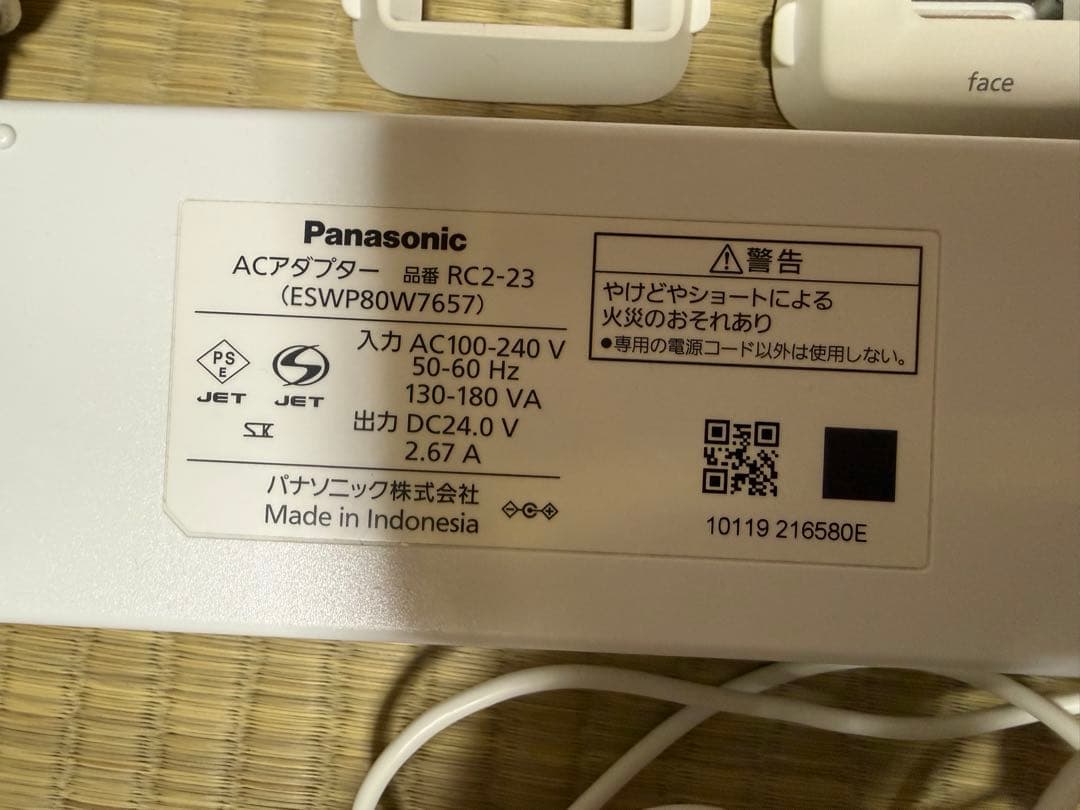 face
Panasonic
ACアダプター 品番 RC2-23
(ESWP80W7657)
PS
E
JET
S
JET
SK
入力 AC100-240 V
50-60 Hz
130-180 VA
出力 DC24.0 V
2.67 A
パナソニック株式会社
Made in Indonesia
警告
やけどやショートによる
火災のおそれあり
●専用の電源コード以外は使用しない。
10119 216580E